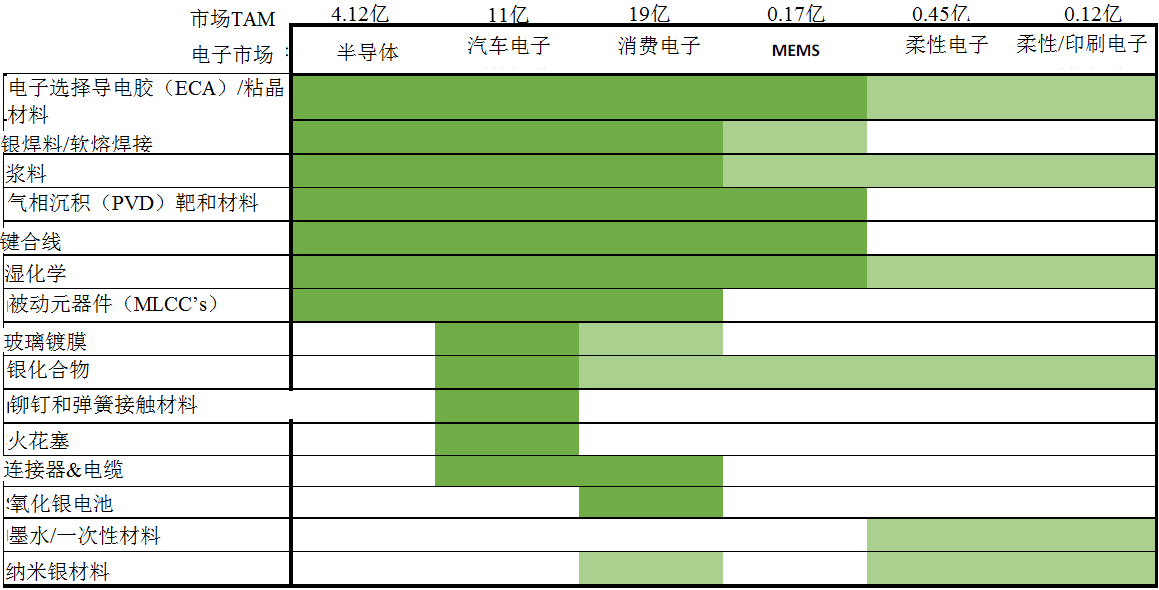 市场TAM 4.12亿 11亿 19亿 0.17亿 0.45亿 0.12亿
电子市场： 半导体 汽车电子 消费电子 MEMS 柔性电子 柔性/印刷电子
电子选择导电胶（ECA）/粘晶
材料
银焊料/软熔焊接
浆料
气相沉积（PVD）靶和材料
键合线
湿化学
被动元器件（MLCC’s）
玻璃镀膜
银化合物
铆钉和弹簧接触材料
火花塞
连接器&电缆
氧化银电池
墨水/一次性材料
纳米银材料